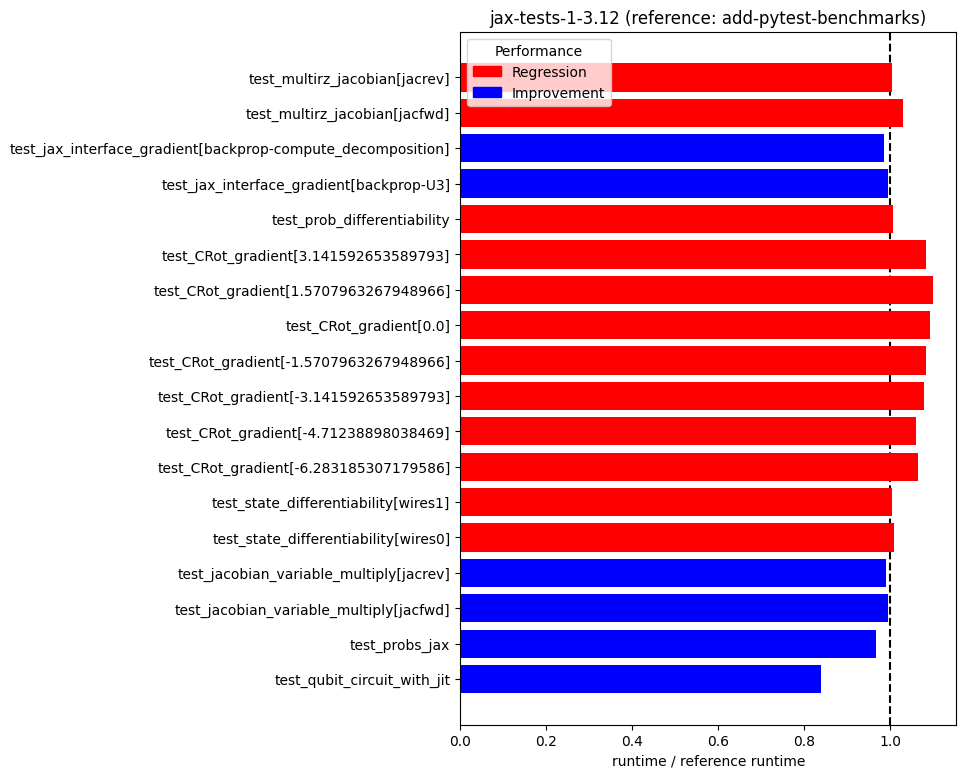 jax-tests-1-3.12 (reference: add-pytest-benchmarks)
Performance
Regression
Improvement
test_multirz_jacobian[jacrev]
test_multirz_jacobian[jacfwd]
test_jax_interface_gradient[backprop-compute_decomposition]
test_jax_interface_gradient[backprop-U3]
test_prob_differentiability
test_CRot_gradient[3.141592653589793]
test_CRot_gradient[1.5707963267948966]
test_CRot_gradient[0.0]
test_CRot_gradient[-1.5707963267948966]
test_CRot_gradient[-3.141592653589793]
test_CRot_gradient[-4.71238898038469]
test_CRot_gradient[-6.283185307179586]
test_state_differentiability[wires1]
test_state_differentiability[wires0]
test_jacobian_variable_multiply[jacrev]
test_jacobian_variable_multiply[jacfwd]
test_probs_jax
test_qubit_circuit_with_jit
0.0 0.2 0.4 0.6 0.8 1.0
runtime / reference runtime